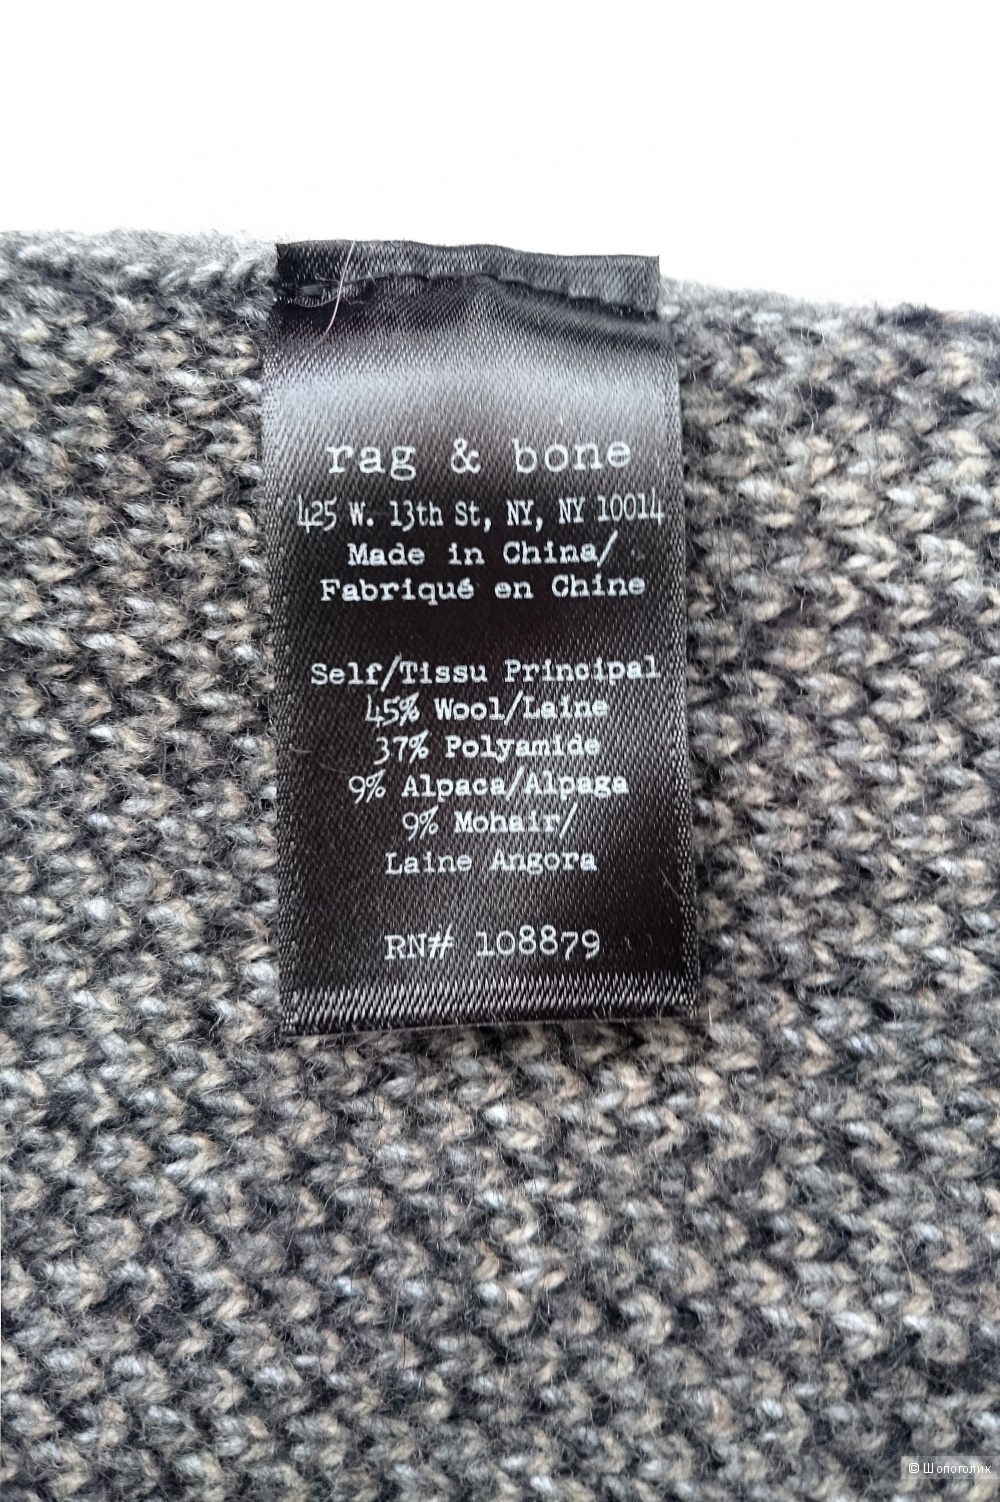 rag & bone
425 W. 13th St, NY, NY 10014
Made in China/
Fabriqué en Chine
Self/Tissu Principal
45% Wool/Laine
37% Polyamide
9% Alpaca/Alpaga
9% Mohair/
Laine Angora
RN# 108879
© Шопоголик